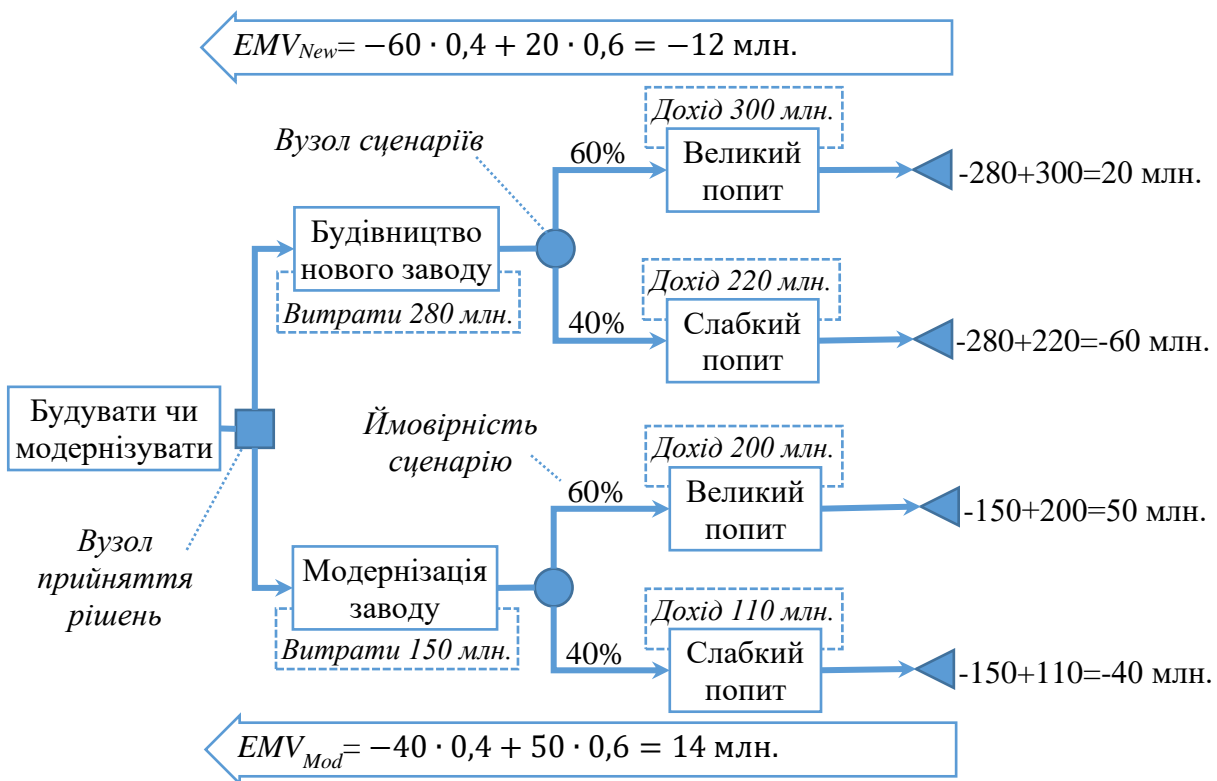 EMV_New= −60 · 0,4 + 20 · 0,6 = −12 млн.
Вузол сценаріїв
Дохід 300 млн.
60%
Великий
попит
-280+300=20 млн.
Будівництво
нового заводу
Витрати 280 млн.
Дохід 220 млн.
40%
Слабкий
попит
-280+220=-60 млн.
Будувати чи
модернізувати
Ймовірність
сценарію
Дохід 200 млн.
60%
Великий
попит
-150+200=50 млн.
Вузол
прийняття
рішень
Модернізація
заводу
Витрати 150 млн.
Дохід 110 млн.
40%
Слабкий
попит
-150+110=-40 млн.
EMV_Mod= −40 · 0,4 + 50 · 0,6 = 14 млн.